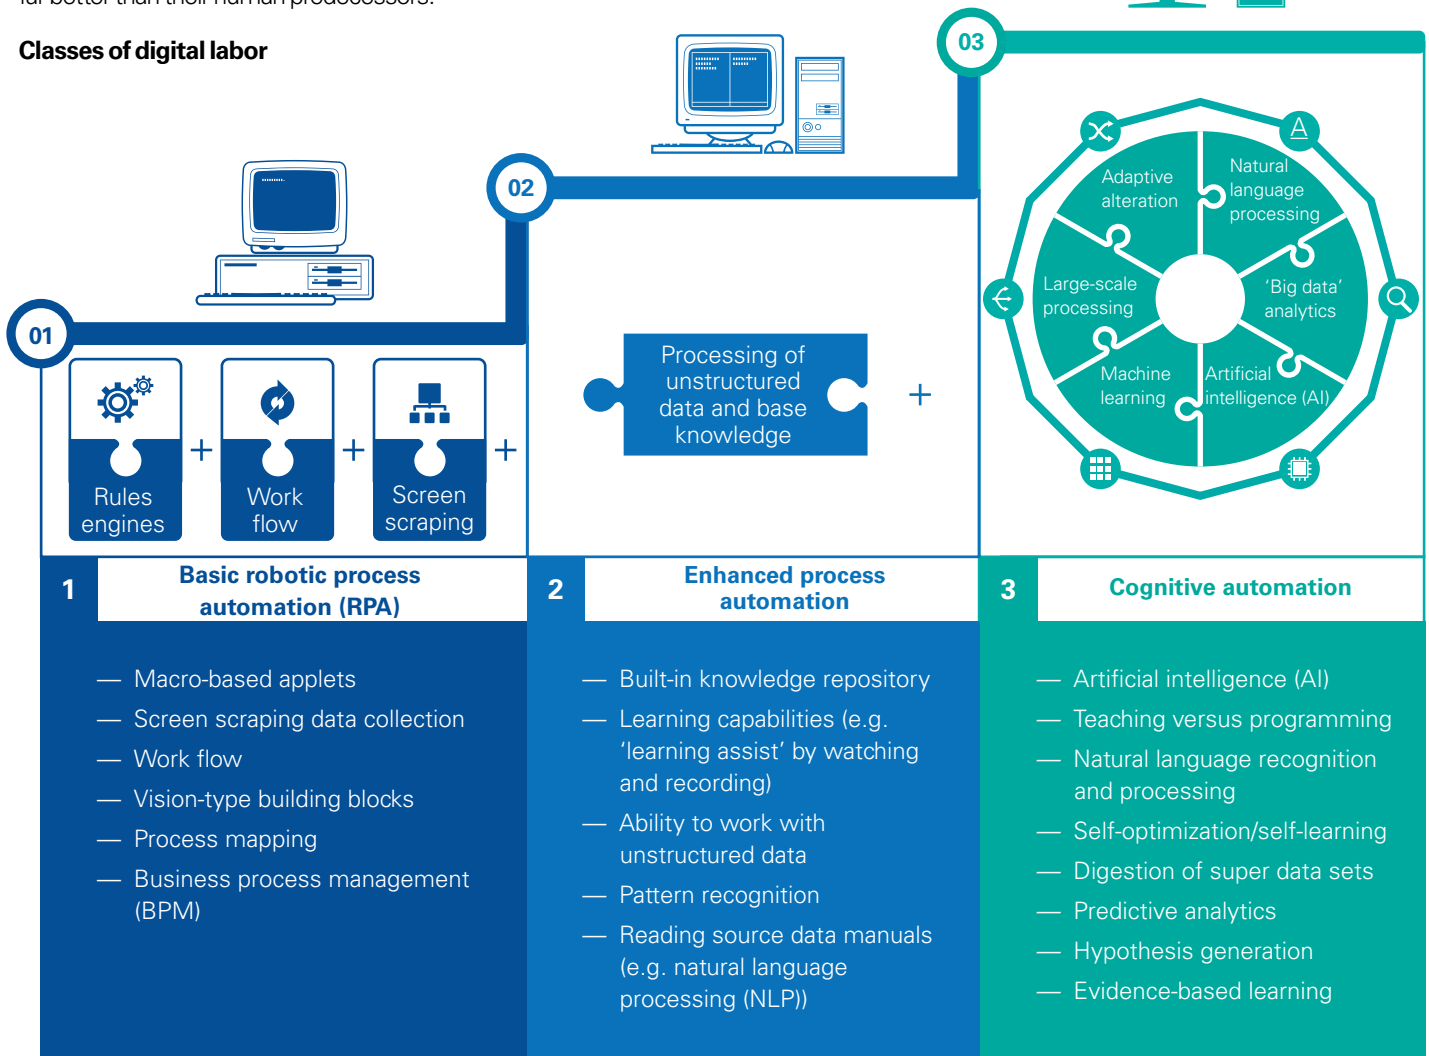 far better than their human predecessors.
Classes of digital labor
03
02
01
Rules
engines
+
Work
flow
+
Screen
scraping
+
Processing of
unstructured
data and base
knowledge
+
Adaptive
alteration
Natural
language
processing
Large-scale
processing
‘Big data’
analytics
Machine
learning
Artificial
intelligence (AI)
A
1
Basic robotic process
automation (RPA)
— Macro-based applets
— Screen scraping data collection
— Work flow
— Vision-type building blocks
— Process mapping
— Business process management
(BPM)
2
Enhanced process
automation
— Built-in knowledge repository
— Learning capabilities (e.g.
‘learning assist’ by watching
and recording)
— Ability to work with
unstructured data
— Pattern recognition
— Reading source data manuals
(e.g. natural language
processing (NLP))
3
Cognitive automation
— Artificial intelligence (AI)
— Teaching versus programming
— Natural language recognition
and processing
— Self-optimization/self-learning
— Digestion of super data sets
— Predictive analytics
— Hypothesis generation
— Evidence-based learning